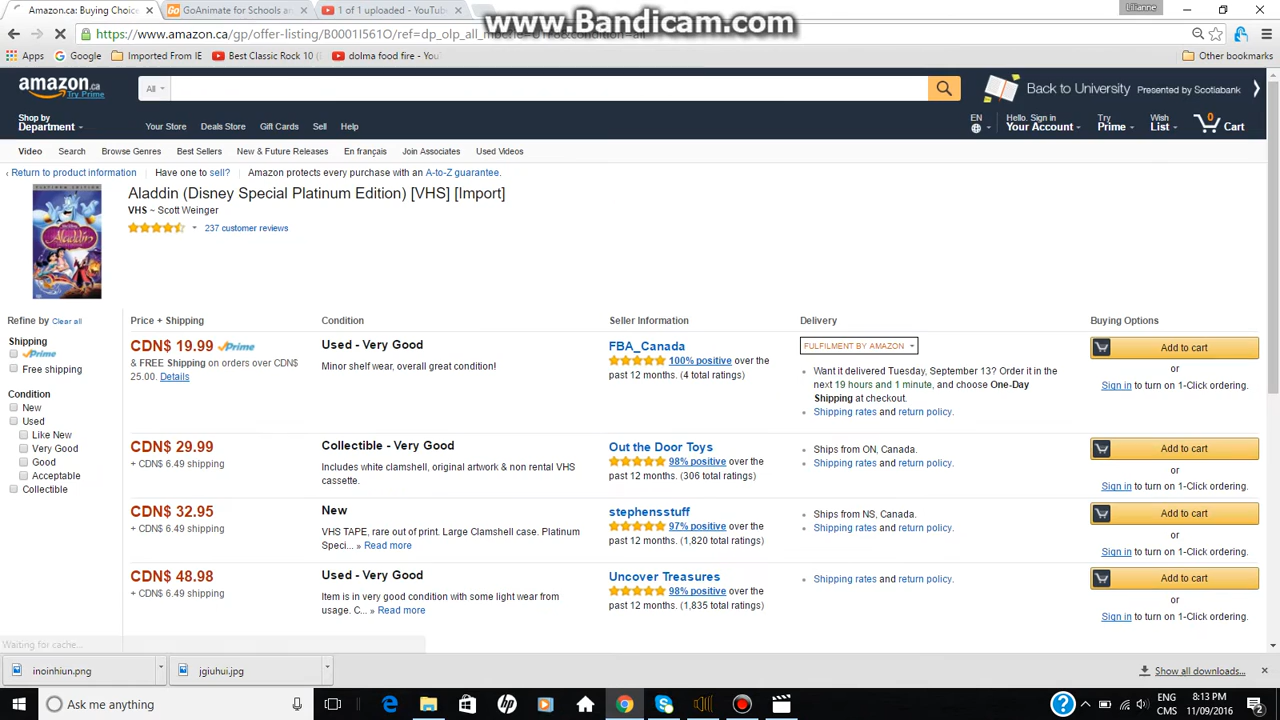 www.Bandicam.com
Amazon.ca: Buying Choic
GoAnimate for Schools an
1 of 1 uploaded - YouTube
Lilianne
https://www.amazon.ca/gp/offer-listing/B0001I561O/ref=dp_olp_all_mb
Apps
Google
Imported From IE
Best Classic Rock 10 (
dolma food fire - You
Other bookmarks
amazon.ca
Try Prime
All
Back to University Presented by Scotiabank
Shop by
Department
Your Store
Deals Store
Gift Cards
Sell
Help
EN
Hello. Sign in
Your Account
Try
Prime
Wish
List
0
Cart
Video
Search
Browse Genres
Best Sellers
New & Future Releases
En français
Join Associates
Used Videos
‹ Return to product information
Have one to sell?
Amazon protects every purchase with an A-to-Z guarantee.
Aladdin (Disney Special Platinum Edition) [VHS] [Import]
VHS ~ Scott Weinger
237 customer reviews
Aladdin
Refine by Clear all
Shipping
Prime
Free shipping
Condition
New
Used
Like New
Very Good
Good
Acceptable
Collectible
Price + Shipping
Condition
Seller Information
Delivery
Buying Options
CDN$ 19.99 Prime
& FREE Shipping on orders over CDN$
25.00. Details
Used - Very Good
Minor shelf wear, overall great condition!
FBA_Canada
100% positive over the
past 12 months. (4 total ratings)
FULFILMENT BY AMAZON
Want it delivered Tuesday, September 13? Order it in the
next 19 hours and 1 minute, and choose One-Day
Shipping at checkout.
Shipping rates and return policy.
Add to cart
or
Sign in to turn on 1-Click ordering.
CDN$ 29.99
+ CDN$ 6.49 shipping
Collectible - Very Good
Includes white clamshell, original artwork & non rental VHS
cassette.
Out the Door Toys
98% positive over the
past 12 months. (306 total ratings)
Ships from ON, Canada.
Shipping rates and return policy.
Add to cart
or
Sign in to turn on 1-Click ordering.
CDN$ 32.95
+ CDN$ 6.49 shipping
New
VHS TAPE, rare out of print. Large Clamshell case. Platinum
Speci... » Read more
stephensstuff
97% positive over the
past 12 months. (1,820 total ratings)
Ships from NS, Canada.
Shipping rates and return policy.
Add to cart
or
Sign in to turn on 1-Click ordering.
CDN$ 48.98
+ CDN$ 6.49 shipping
Used - Very Good
Item is in very good condition with some light wear from
usage. C... » Read more
Uncover Treasures
98% positive over the
past 12 months. (1,835 total ratings)
Shipping rates and return policy.
Add to cart
or
Sign in to turn on 1-Click ordering.
Waiting for cache...
inoinhiun.png
jgiuhui.jpg
Show all downloads...
Ask me anything
ENG
CMS
8:13 PM
11/09/2016
2